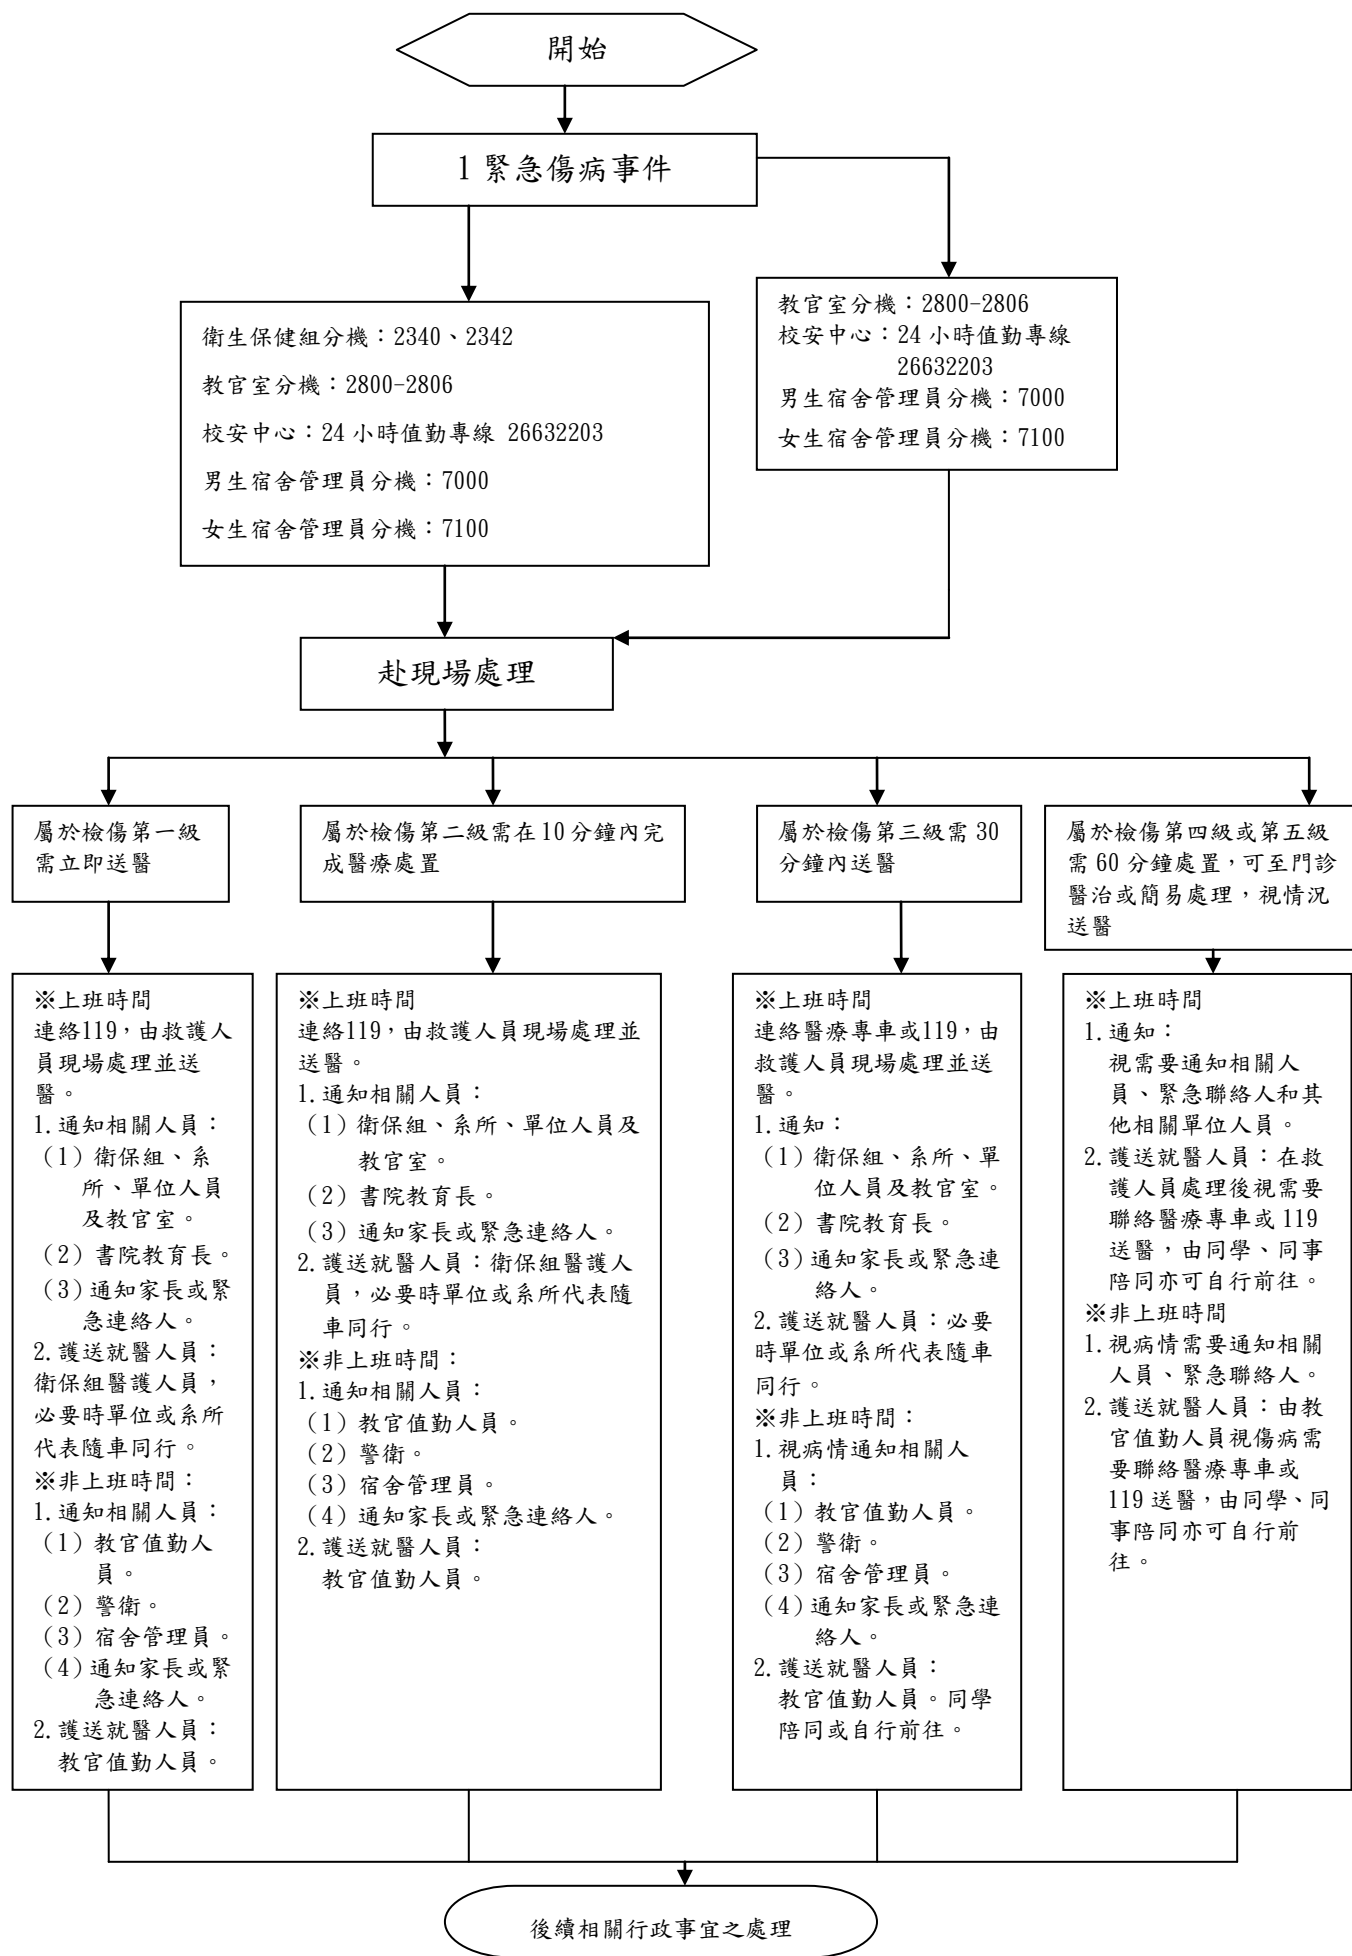 開始
1 緊急傷病事件
衛生保健組分機：2340、2342
教官室分機：2800-2806
校安中心：24 小時值勤專線 26632203
男生宿舍管理員分機：7000
女生宿舍管理員分機：7100
教官室分機：2800-2806
校安中心：24 小時值勤專線
26632203
男生宿舍管理員分機：7000
女生宿舍管理員分機：7100
赴現場處理
屬於檢傷第一級
需立即送醫
屬於檢傷第二級需在 10 分鐘內完
成醫療處置
屬於檢傷第三級需 30
分鐘內送醫
屬於檢傷第四級或第五級
需 60 分鐘處置，可至門診
醫治或簡易處理，視情況
送醫
※上班時間
連絡119，由救護人
員現場處理並送
醫。
1.通知相關人員：
（1）衛保組、系
所、單位人員
及教官室。
（2）書院教育長。
（3）通知家長或緊
急連絡人。
2.護送就醫人員：
衛保組醫護人員，
必要時單位或系所
代表隨車同行。
※非上班時間：
1.通知相關人員：
（1）教官值勤人
員。
（2）警衛。
（3）宿舍管理員。
（4）通知家長或緊
急連絡人。
2.護送就醫人員：
教官值勤人員。
※上班時間
連絡119，由救護人員現場處理並
送醫。
1.通知相關人員：
（1）衛保組、系所、單位人員及
教官室。
（2）書院教育長。
（3）通知家長或緊急連絡人。
2.護送就醫人員：衛保組醫護人
員，必要時單位或系所代表隨
車同行。
※非上班時間：
1.通知相關人員：
（1）教官值勤人員。
（2）警衛。
（3）宿舍管理員。
（4）通知家長或緊急連絡人。
2.護送就醫人員：
教官值勤人員。
※上班時間
連絡醫療專車或119，由
救護人員現場處理並送
醫。
1.通知：
（1）衛保組、系所、單
位人員及教官室。
（2）書院教育長。
（3）通知家長或緊急連
絡人。
2.護送就醫人員：必要
時單位或系所代表隨車
同行。
※非上班時間：
1.視病情通知相關人
員：
（1）教官值勤人員。
（2）警衛。
（3）宿舍管理員。
（4）通知家長或緊急連
絡人。
2.護送就醫人員：
教官值勤人員。同學
陪同或自行前往。
※上班時間
1.通知：
視需要通知相關人
員、緊急聯絡人和其
他相關單位人員。
2.護送就醫人員：在救
護人員處理後視需要
聯絡醫療專車或 119
送醫，由同學、同事
陪同亦可自行前往。
※非上班時間
1.視病情需要通知相關
人員、緊急聯絡人。
2.護送就醫人員：由教
官值勤人員視傷病需
要聯絡醫療專車或
119 送醫，由同學、同
事陪同亦可自行前
往。
後續相關行政事宜之處理